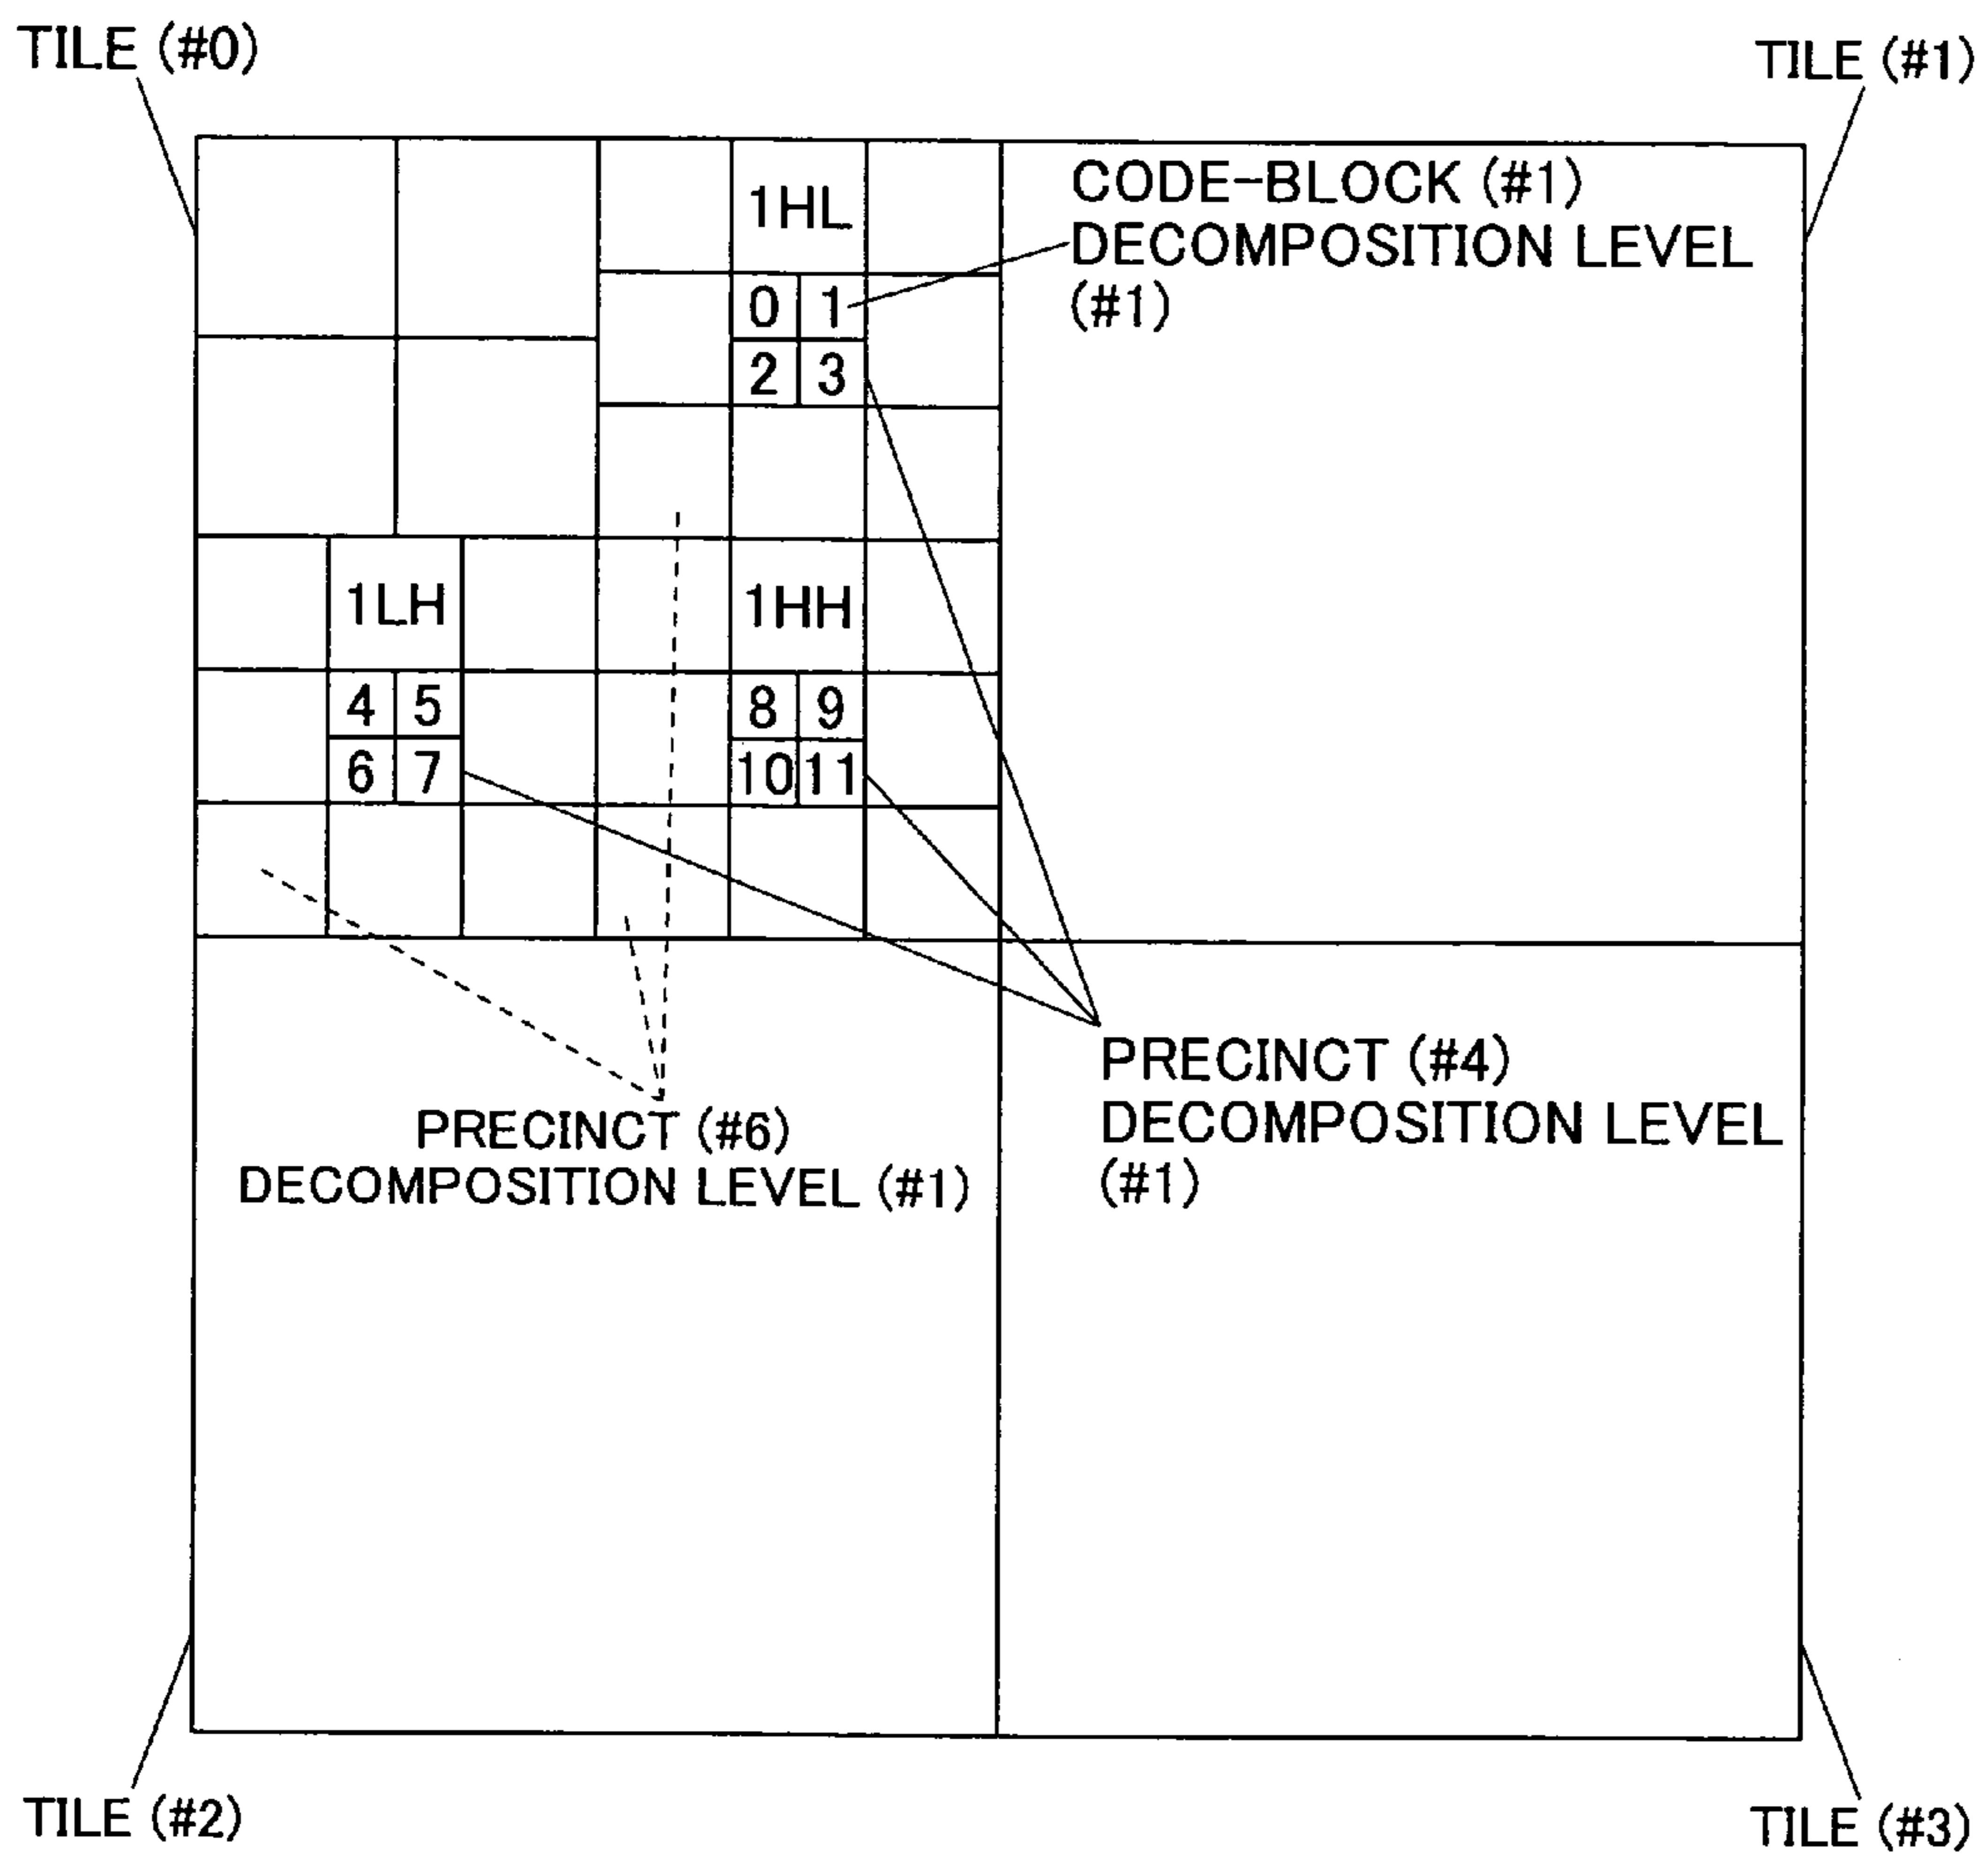 TILE (#0)
TILE (#1)
CODE-BLOCK (#1)
DECOMPOSITION LEVEL
(#1)
1HL
0 1
2 3
1LH
1HH
4 5
8 9
6 7
10 11
PRECINCT (#4)
DECOMPOSITION LEVEL
(#1)
PRECINCT (#6)
DECOMPOSITION LEVEL (#1)
TILE (#2)
TILE (#3)